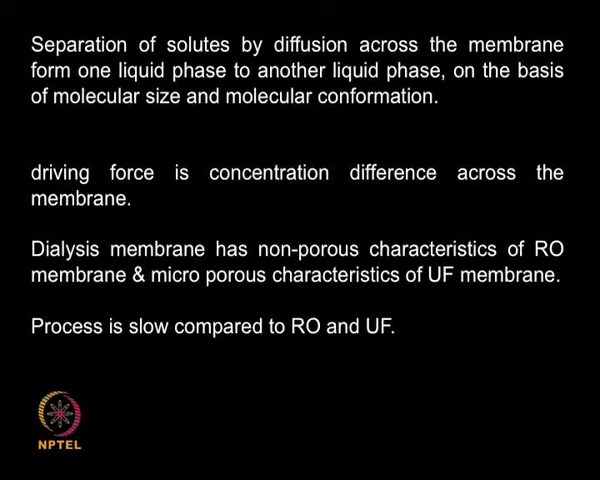 Separation of solutes by diffusion across the membrane
form one liquid phase to another liquid phase, on the basis
of molecular size and molecular conformation.
driving force is concentration difference across the
membrane.
Dialysis membrane has non-porous characteristics of RO
membrane & micro porous characteristics of UF membrane.
Process is slow compared to RO and UF.
NPTEL